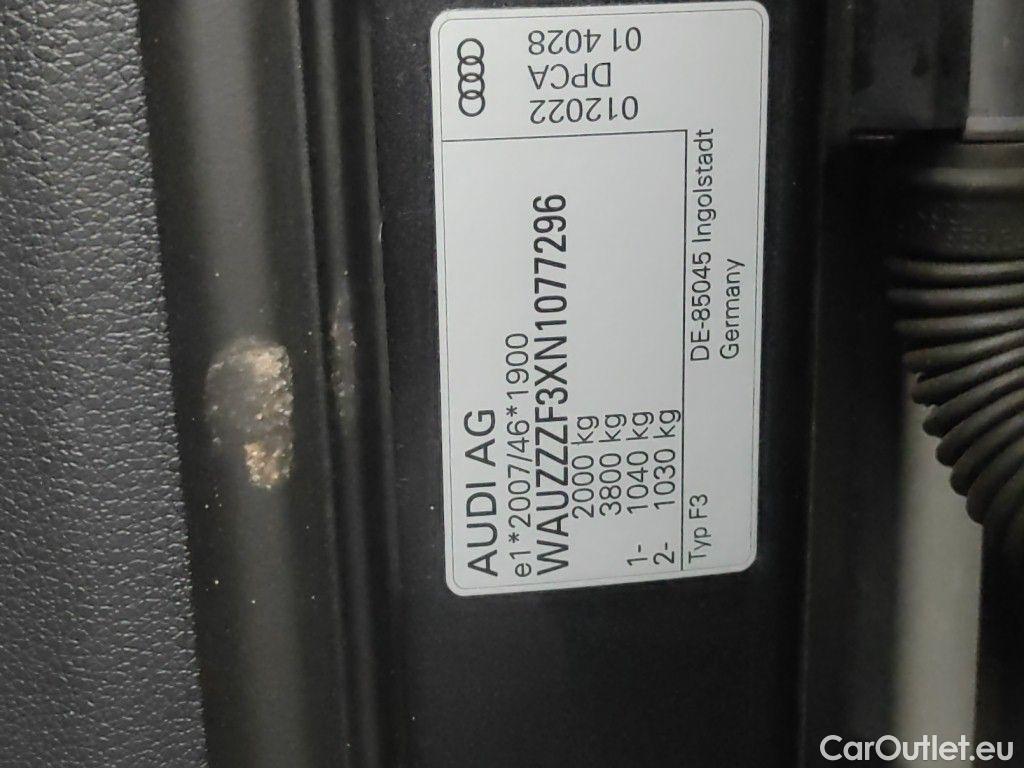 AUDI AG
e1*2007/46*1900
WAUZZZF3XN1077296
2000 kg
3800 kg
1- 1040 kg
2- 1030 kg
Typ F3
DE-85045 Ingolstadt
Germany
012022
DPCA
014028
CarOutlet.eu